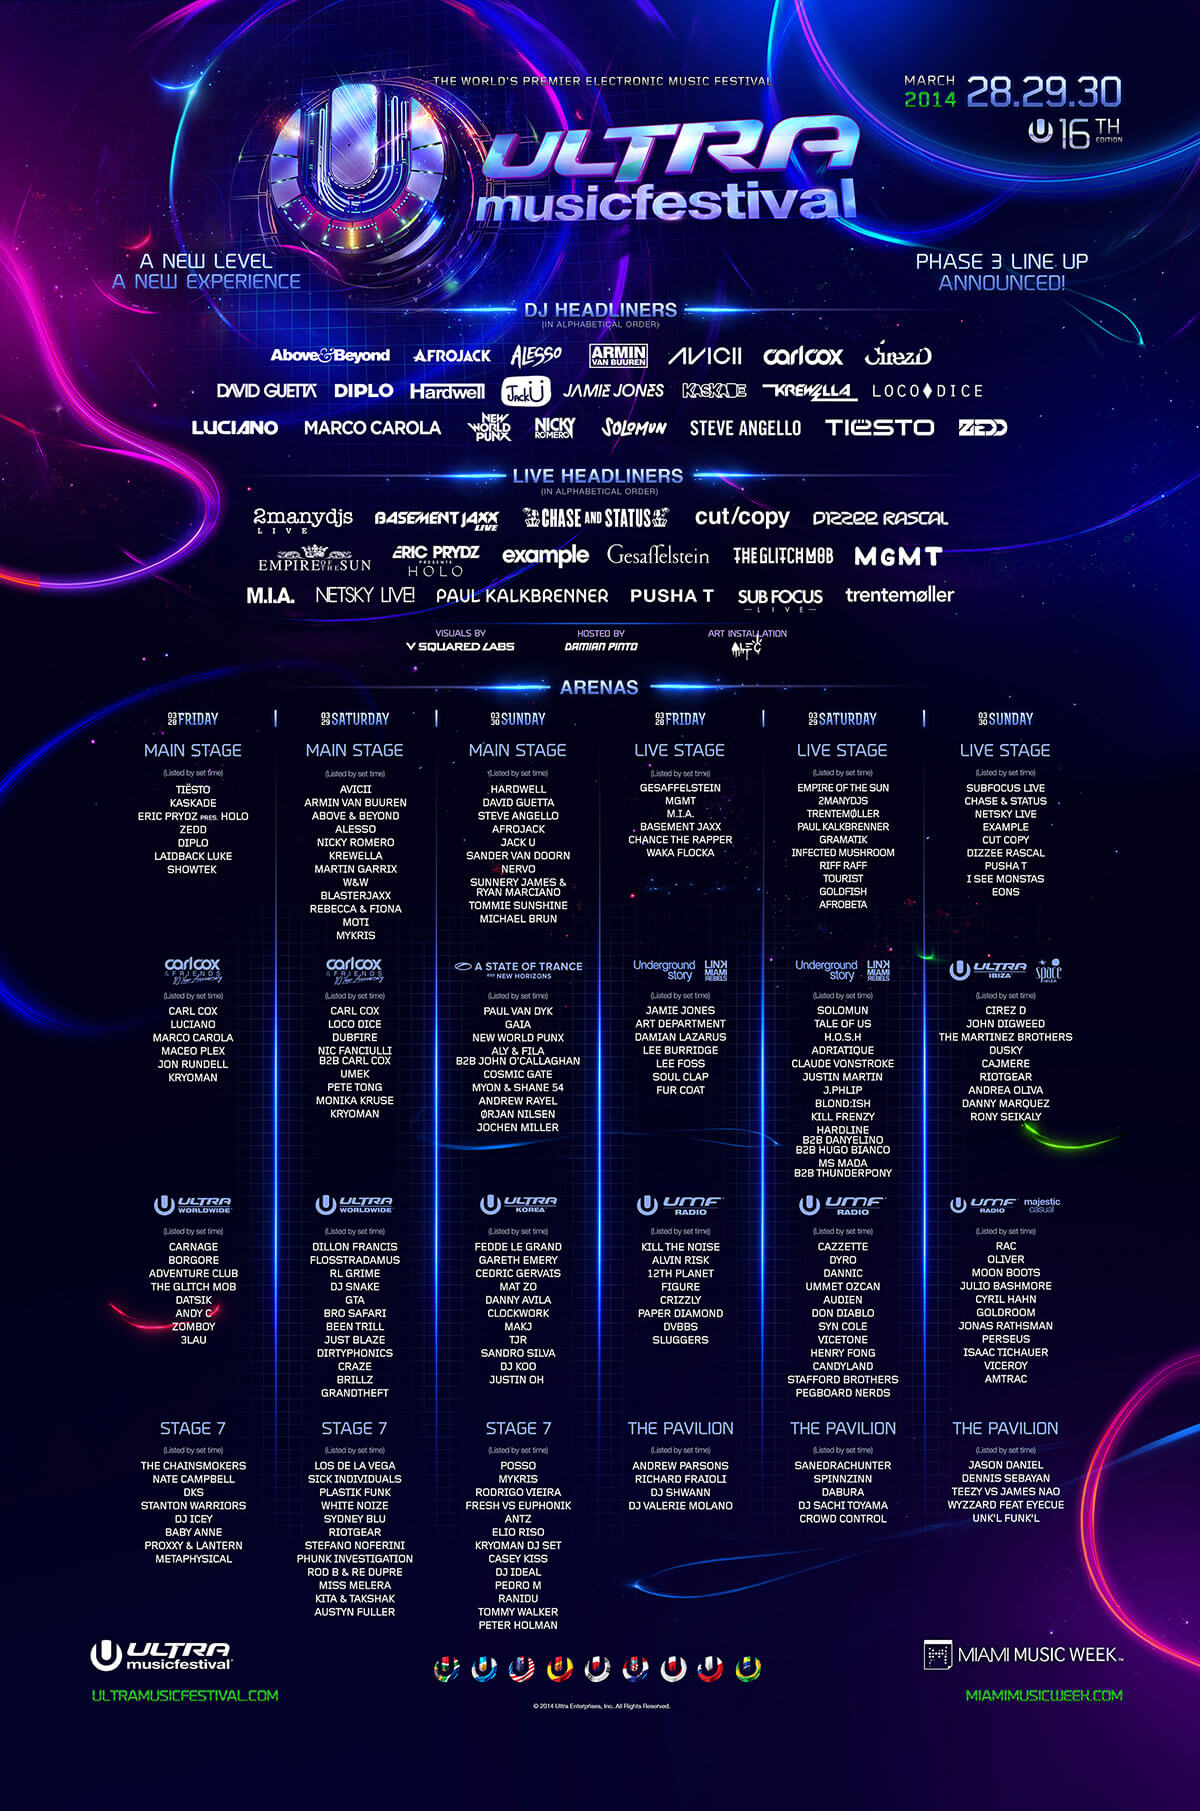 THE WORLD'S PREMIER ELECTRONIC MUSIC FESTIVAL
ULTRA
musicfestival
MARCH
2014
28.29.30
16TH
EDITION
A NEW LEVEL
A NEW EXPERIENCE
PHASE 3 LINE UP
ANNOUNCED!
DJ HEADLINERS
(IN ALPHABETICAL ORDER)
Above & Beyond AFROJACK ALESSO ARMIN VAN BUUREN AVICII carl cox CirezD
DAVID GUETTA DIPLO Hardwell JACK Ü JAMIE JONES KASKADE KREWELLA LOCO DICE
LUCIANO MARCO CAROLA NEW WORLD PUNX NICKY ROMERO SOLOMUN STEVE ANGELLO TIËSTO ZEDD
LIVE HEADLINERS
(IN ALPHABETICAL ORDER)
2manydjs LIVE BASEMENT JAXX LIVE CHASE AND STATUS cut/copy DIZZEE RASCAL
EMPIRE OF THE SUN ERIC PRYDZ PRESENTS HOLO example Gesaffelstein THE GLITCH MOB MGMT
M.I.A. NETSKY LIVE! PAUL KALKBRENNER PUSHA T SUB FOCUS LIVE trentemøller
VISUALS BY
V SQUARED LABS
HOSTED BY
DAMIAN PINTO
ART INSTALLATION
ALEC
ARENAS
03 28 FRIDAY
MAIN STAGE
(Listed by set time)
TIËSTO
KASKADE
ERIC PRYDZ PRES. HOLO
ZEDD
DIPLO
LAIDBACK LUKE
SHOWTEK
03 29 SATURDAY
MAIN STAGE
(Listed by set time)
AVICII
ARMIN VAN BUUREN
ABOVE & BEYOND
ALESSO
NICKY ROMERO
KREWELLA
MARTIN GARRIX
W&W
BLASTERJAXX
REBECCA & FIONA
MOTI
MYKRIS
03 30 SUNDAY
MAIN STAGE
(Listed by set time)
HARDWELL
DAVID GUETTA
STEVE ANGELLO
AFROJACK
JACK U
SANDER VAN DOORN
NERVO
SUNNERY JAMES &
RYAN MARCIANO
TOMMIE SUNSHINE
MICHAEL BRUN
03 28 FRIDAY
LIVE STAGE
(Listed by set time)
GESAFFELSTEIN
MGMT
M.I.A.
BASEMENT JAXX
CHANCE THE RAPPER
WAKA FLOCKA
03 29 SATURDAY
LIVE STAGE
(Listed by set time)
EMPIRE OF THE SUN
2MANYDJS
TRENTEMØLLER
PAUL KALKBRENNER
GRAMATIK
INFECTED MUSHROOM
RIFF RAFF
TOURIST
GOLDFISH
AFROBETA
03 30 SUNDAY
LIVE STAGE
(Listed by set time)
SUBFOCUS LIVE
CHASE & STATUS
NETSKY LIVE
EXAMPLE
CUT COPY
DIZZEE RASCAL
PUSHA T
I SEE MONSTAS
EONS
carl cox
& FRIENDS
10 Year Anniversary
(Listed by set time)
CARL COX
LUCIANO
MARCO CAROLA
MACEO PLEX
JON RUNDELL
KRYOMAN
carl cox
& FRIENDS
10 Year Anniversary
(Listed by set time)
CARL COX
LOCO DICE
DUBFIRE
NIC FANCIULLI
B2B CARL COX
UMEK
PETE TONG
MONIKA KRUSE
KRYOMAN
A STATE OF TRANCE
NEW HORIZONS
(Listed by set time)
PAUL VAN DYK
GAIA
NEW WORLD PUNX
ALY & FILA
B2B JOHN O'CALLAGHAN
COSMIC GATE
MYON & SHANE 54
ANDREW RAYEL
ØRJAN NILSEN
JOCHEN MILLER
Underground story LINK MIAMI REBELS
(Listed by set time)
JAMIE JONES
ART DEPARTMENT
DAMIAN LAZARUS
LEE BURRIDGE
LEE FOSS
SOUL CLAP
FUR COAT
Underground story LINK MIAMI REBELS
(Listed by set time)
SOLOMUN
TALE OF US
H.O.S.H
ADRIATIQUE
CLAUDE VONSTROKE
JUSTIN MARTIN
J.PHLIP
BLOND:ISH
KILL FRENZY
HARDLINE
B2B DANYELINO
B2B HUGO BIANCO
MS MADA
B2B THUNDERPONY
ULTRA IBIZA space IBIZA
(Listed by set time)
CIREZ D
JOHN DIGWEED
THE MARTINEZ BROTHERS
DUSKY
CAJMERE
RIOTGEAR
ANDREA OLIVA
DANNY MARQUEZ
RONY SEIKALY
ULTRA WORLDWIDE
(Listed by set time)
CARNAGE
BORGORE
ADVENTURE CLUB
THE GLITCH MOB
DATSIK
ANDY C
ZOMBOY
3LAU
ULTRA WORLDWIDE
(Listed by set time)
DILLON FRANCIS
FLOSSTRADAMUS
RL GRIME
DJ SNAKE
GTA
BRO SAFARI
BEEN TRILL
JUST BLAZE
DIRTYPHONICS
CRAZE
BRILLZ
GRANDTHEFT
ULTRA KOREA
(Listed by set time)
FEDDE LE GRAND
GARETH EMERY
CEDRIC GERVAIS
MAT ZO
DANNY AVILA
CLOCKWORK
MAKJ
TJR
SANDRO SILVA
DJ KOO
JUSTIN OH
UMF RADIO
(Listed by set time)
KILL THE NOISE
ALVIN RISK
12TH PLANET
FIGURE
CRIZZLY
PAPER DIAMOND
DVBBS
SLUGGERS
UMF RADIO
(Listed by set time)
CAZZETTE
DYRO
DANNIC
UMMET OZCAN
AUDIEN
DON DIABLO
SYN COLE
VICETONE
HENRY FONG
CANDYLAND
STAFFORD BROTHERS
PEGBOARD NERDS
UMF RADIO majestic casual
(Listed by set time)
RAC
OLIVER
MOON BOOTS
JULIO BASHMORE
CYRIL HAHN
GOLDROOM
JONAS RATHSMAN
PERSEUS
ISAAC TICHAUER
VICEROY
AMTRAC
STAGE 7
(Listed by set time)
THE CHAINSMOKERS
NATE CAMPBELL
DKS
STANTON WARRIORS
DJ ICEY
BABY ANNE
PROXXY & LANTERN
METAPHYSICAL
STAGE 7
(Listed by set time)
LOS DE LA VEGA
SICK INDIVIDUALS
PLASTIK FUNK
WHITE NOIZE
SYDNEY BLU
RIOTGEAR
STEFANO NOFERINI
PHUNK INVESTIGATION
ROD B & RE DUPRE
MISS MELERA
KITA & TAKSHAK
AUSTYN FULLER
STAGE 7
(Listed by set time)
POSSO
MYKRIS
RODRIGO VIEIRA
FRESH VS EUPHONIK
ANTZ
ELIO RISO
KRYOMAN DJ SET
CASEY KISS
DJ IDEAL
PEDRO M
RANIDU
TOMMY WALKER
PETER HOLMAN
THE PAVILION
(Listed by set time)
ANDREW PARSONS
RICHARD FRAIOLI
DJ SHWANN
DJ VALERIE MOLANO
THE PAVILION
(Listed by set time)
SANEDRACHUNTER
SPINNZINN
DABURA
DJ SACHI TOYAMA
CROWD CONTROL
THE PAVILION
(Listed by set time)
JASON DANIEL
DENNIS SEBAYAN
TEEZY VS JAMES NAO
WYZZARD FEAT EYECUE
UNK'L FUNK'L
ULTRA
musicfestival
ULTRAMUSICFESTIVAL.COM
© 2014 Ultra Enterprises, Inc. All Rights Reserved.
MIAMI MUSIC WEEK
MIAMIMUSICWEEK.COM